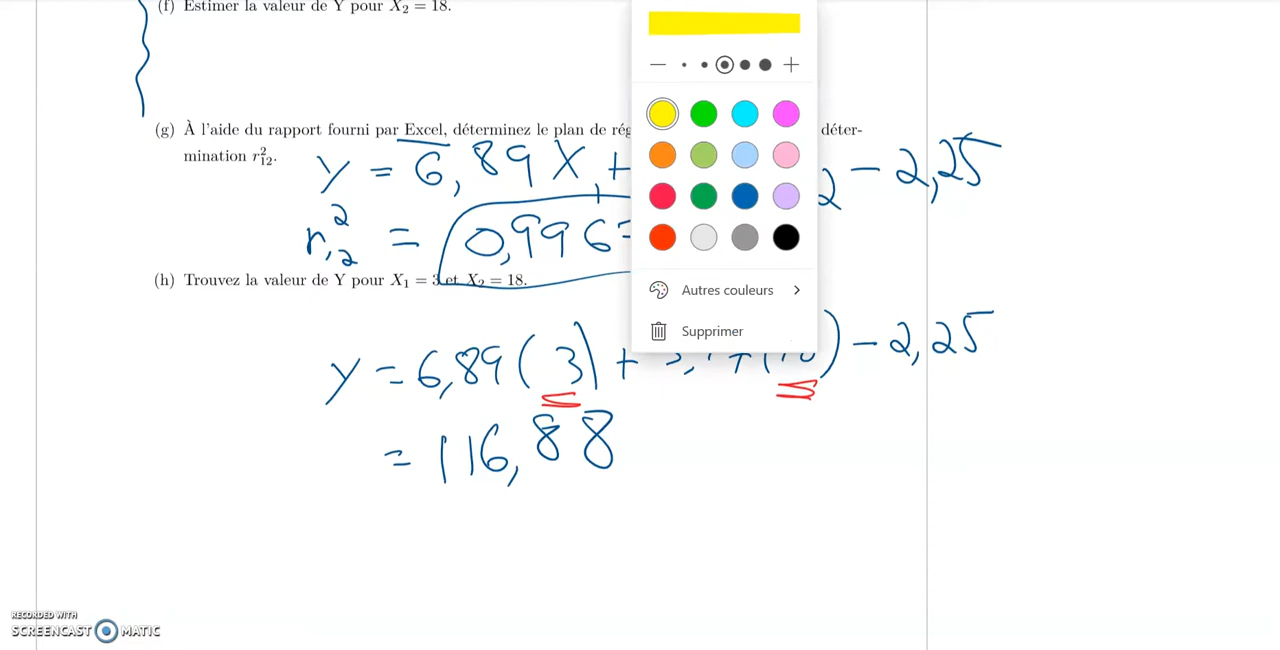 (f) Estimer la valeur de Y pour X₂ = 18.
(g) À l'aide du rapport fourni par Excel, déterminez le plan de rég déter-
mination r²₁₂.
y = 6,89 X₁ + 2 - 2,25
r²₁,₂ = 0,996
(h) Trouvez la valeur de Y pour X₁ = 3 et X₂ = 18.
y = 6,89 (3) + ) - 2,25
= 116,88
Autres couleurs
Supprimer
RECORDED WITH
SCREENCAST MATIC